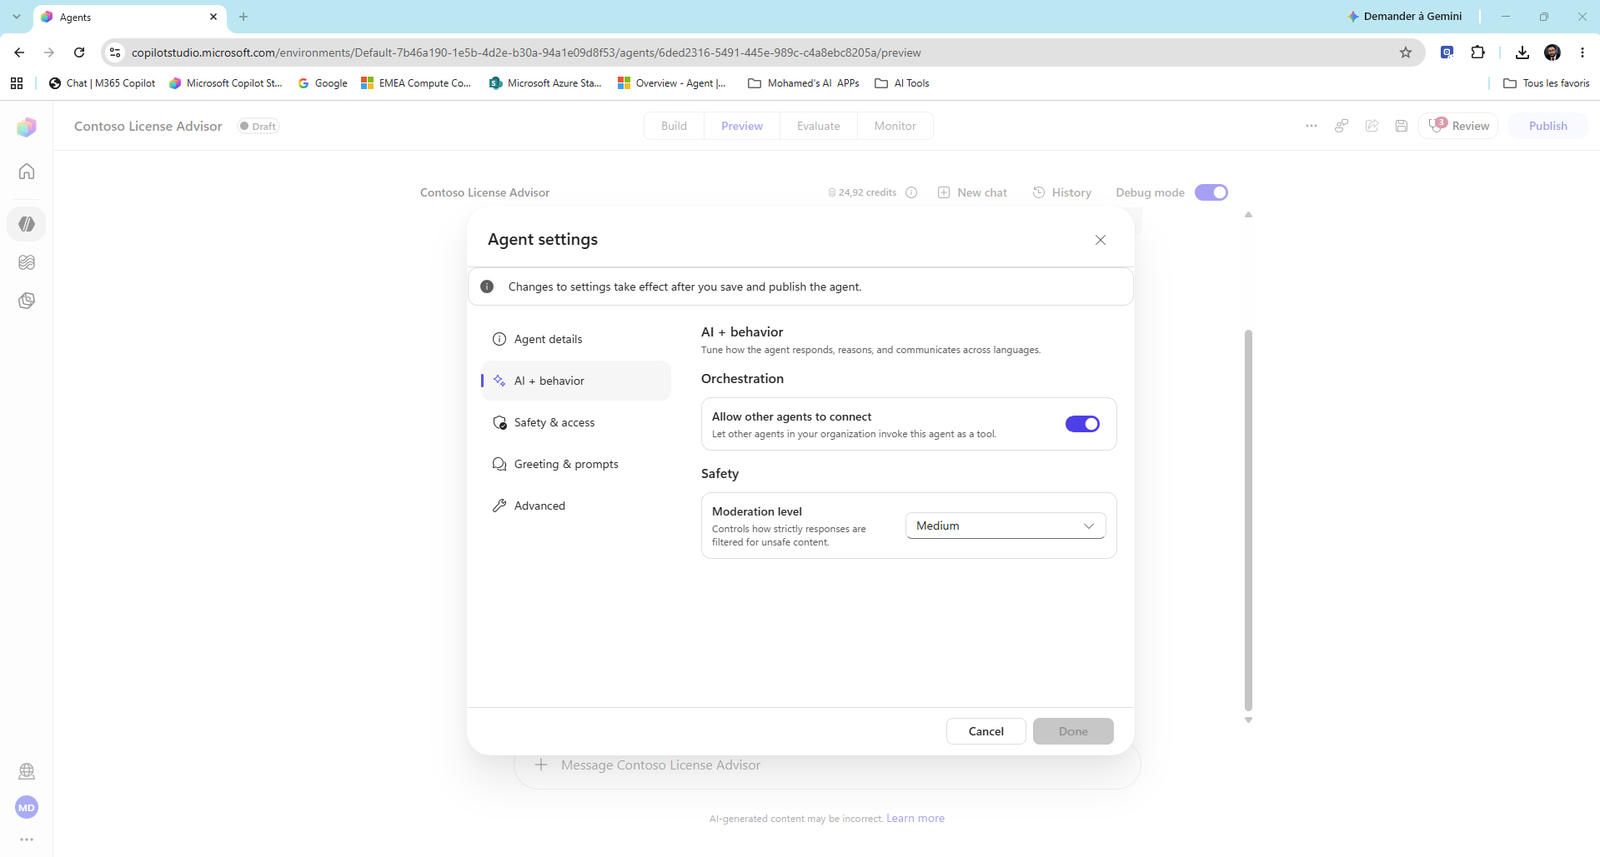 Agents
Demander à Gemini
copilotstudio.microsoft.com/environments/Default-7b46a190-1e5b-4d2e-b30a-94a1e09d8f53/agents/6ded2316-5491-445e-989c-c4a8ebc8205a/preview
Chat | M365 Copilot
Microsoft Copilot St...
Google
EMEA Compute Co...
Microsoft Azure Sta...
Overview - Agent |...
Mohamed's AI APPs
AI Tools
Tous les favoris
Contoso License Advisor
Draft
Build
Preview
Evaluate
Monitor
3
Review
Publish
Contoso License Advisor
24,92 credits
New chat
History
Debug mode
Agent settings
Changes to settings take effect after you save and publish the agent.
Agent details
AI + behavior
Safety & access
Greeting & prompts
Advanced
AI + behavior
Tune how the agent responds, reasons, and communicates across languages.
Orchestration
Allow other agents to connect
Let other agents in your organization invoke this agent as a tool.
Safety
Moderation level
Controls how strictly responses are
filtered for unsafe content.
Medium
Cancel
Done
Message Contoso License Advisor
AI-generated content may be incorrect. Learn more
MD